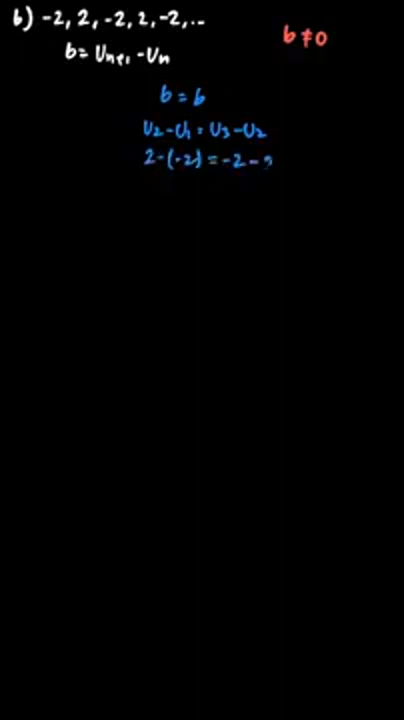 b) -2, 2, -2, 2, -2, ...
b ≠ 0
b = Un+1 - Un
b = b
U2 - U1 = U3 - U2
2 - (-2) = -2 -